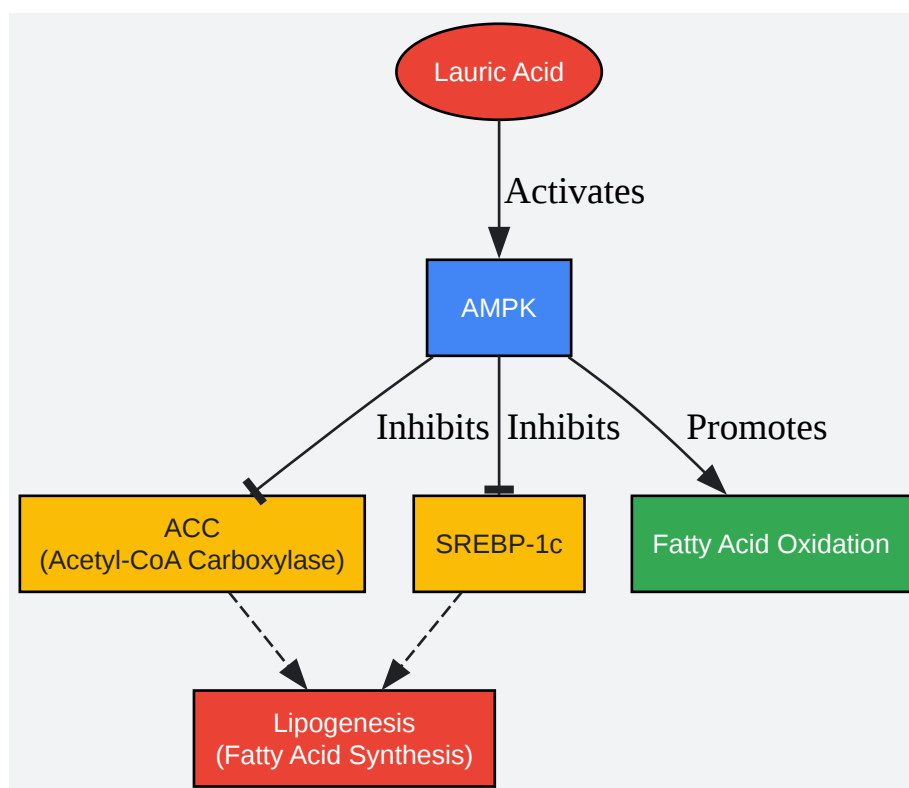 Lauric Acid
Activates
AMPK
Inhibits
Inhibits
Promotes
ACC
(Acetyl-CoA Carboxylase)
SREBP-1c
Fatty Acid Oxidation
Lipogenesis
(Fatty Acid Synthesis)